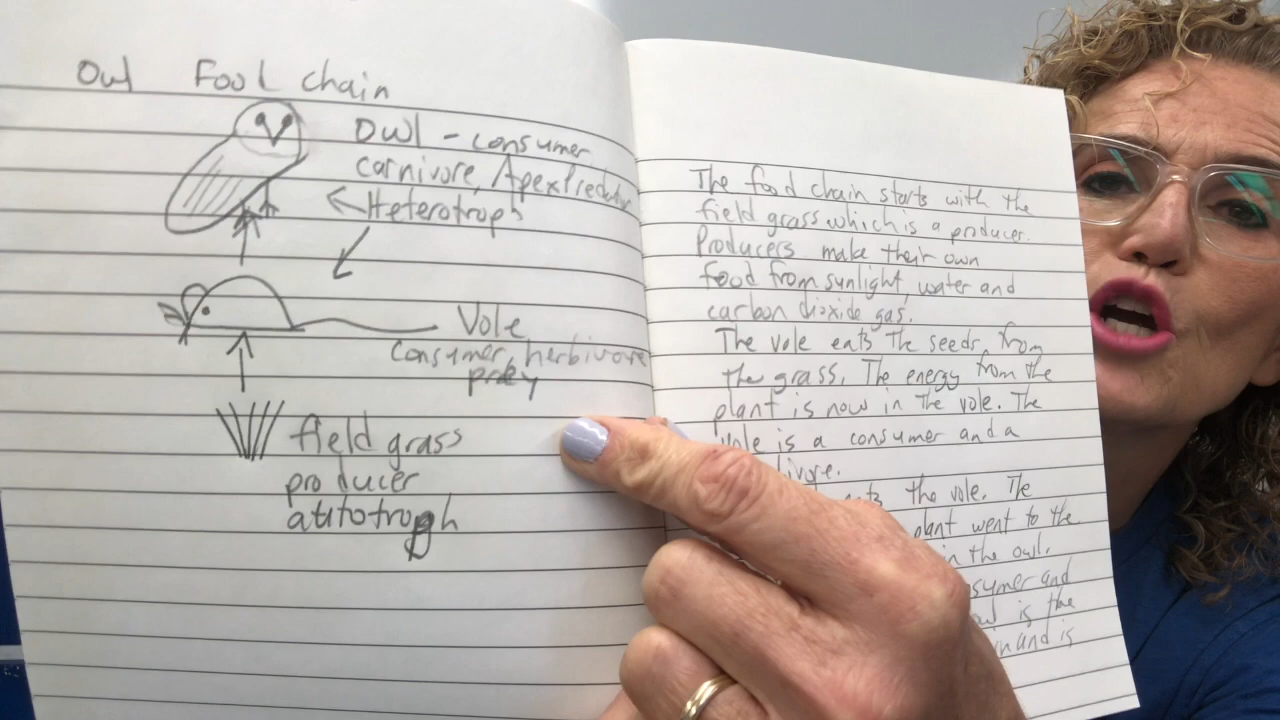 Owl Food chain
Owl - consumer
carnivore, Apex Predator
Heterotroph
Vole
Consumer, herbivore
prey
field grass
producer
autotroph
The food chain starts with the
field grass which is a producer.
Producers make their own
food from sunlight, water and
carbon dioxide gas.
The vole eats the seeds from
the grass. The energy from the
plant is now in the vole. The
vole is a consumer and a
the vole. The
plant went to the
in the owl.
and
is the
and is